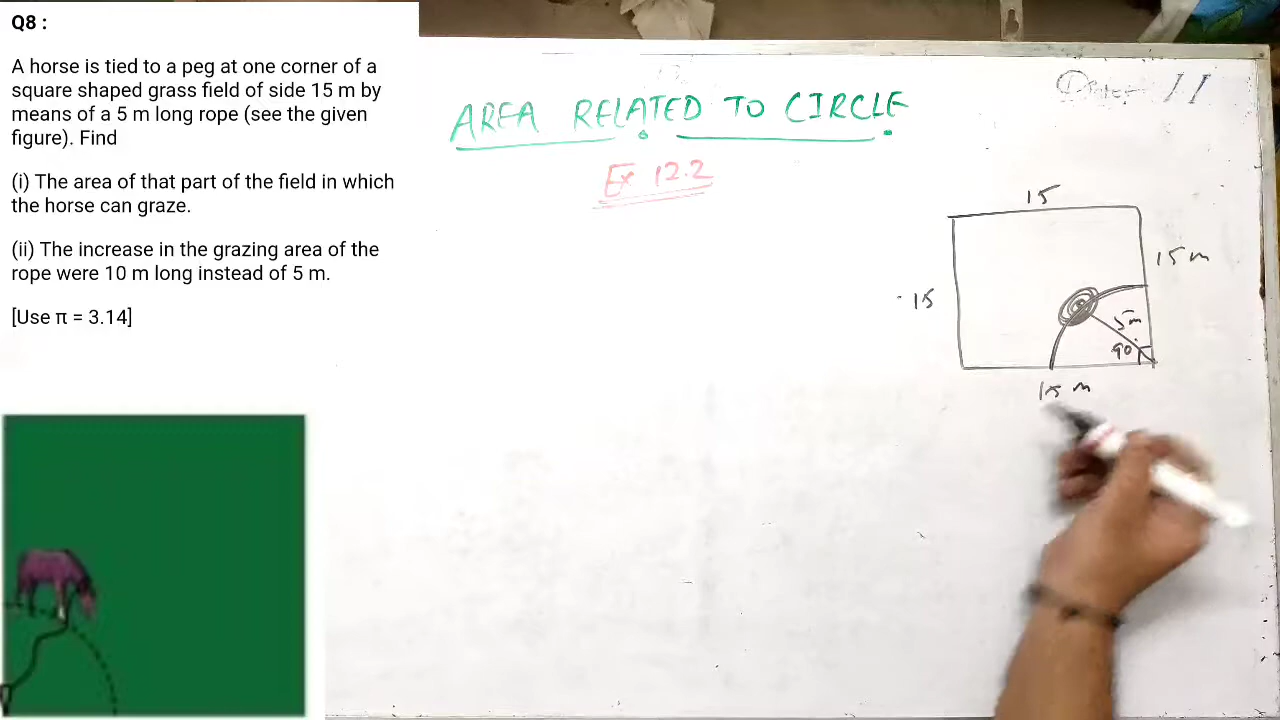 Q8 :
A horse is tied to a peg at one corner of a
square shaped grass field of side 15 m by
means of a 5 m long rope (see the given
figure). Find
(i) The area of that part of the field in which
the horse can graze.
(ii) The increase in the grazing area of the
rope were 10 m long instead of 5 m.
[Use π = 3.14]
AREA RELATED TO CIRCLE
Ex 12.2
11
15
15 m
15
5m
90
15 m